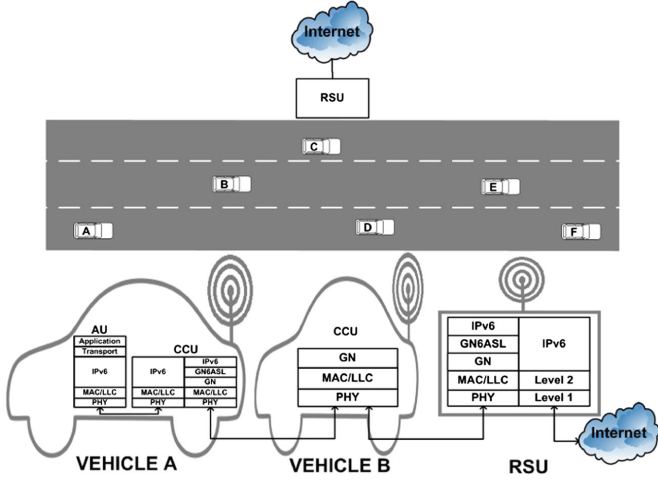 Internet
RSU
C
B
E
A
D
F
AU
Application
Transport
IPv6
MAC/LLC
PHY
CCU
IPv6
MAC/LLC
PHY
IPv6
GN6ASL
GN
MAC/LLC
PHY
VEHICLE A
CCU
GN
MAC/LLC
PHY
VEHICLE B
IPv6
GN6ASL
GN
MAC/LLC
PHY
IPv6
Level 2
Level 1
RSU
Internet